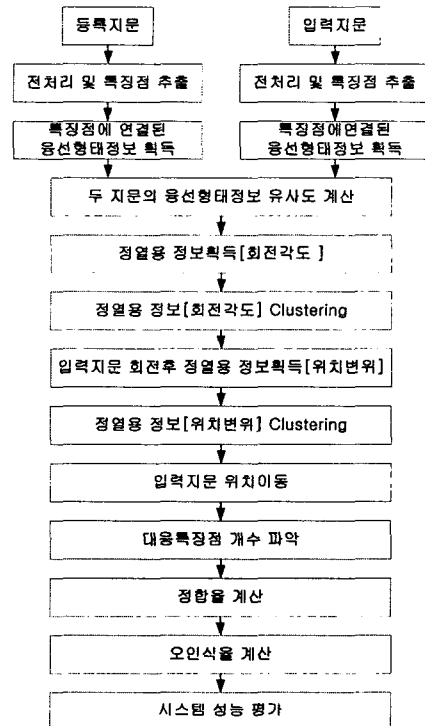 등록지문
입력지문
전처리 및 특징점 추출
전처리 및 특징점 추출
특징점에 연결된
융선형태정보 획득
특징점에연결된
융선형태정보 획득
두 지문의 융선형태정보 유사도 계산
정열용 정보획득[회전각도 ]
정열용 정보[회전각도] Clustering
입력지문 회전후 정열용 정보획득[위치변위]
정열용 정보[위치변위] Clustering
입력지문 위치이동
대응특징점 개수 파악
정합율 계산
오인식율 계산
시스템 성능 평가